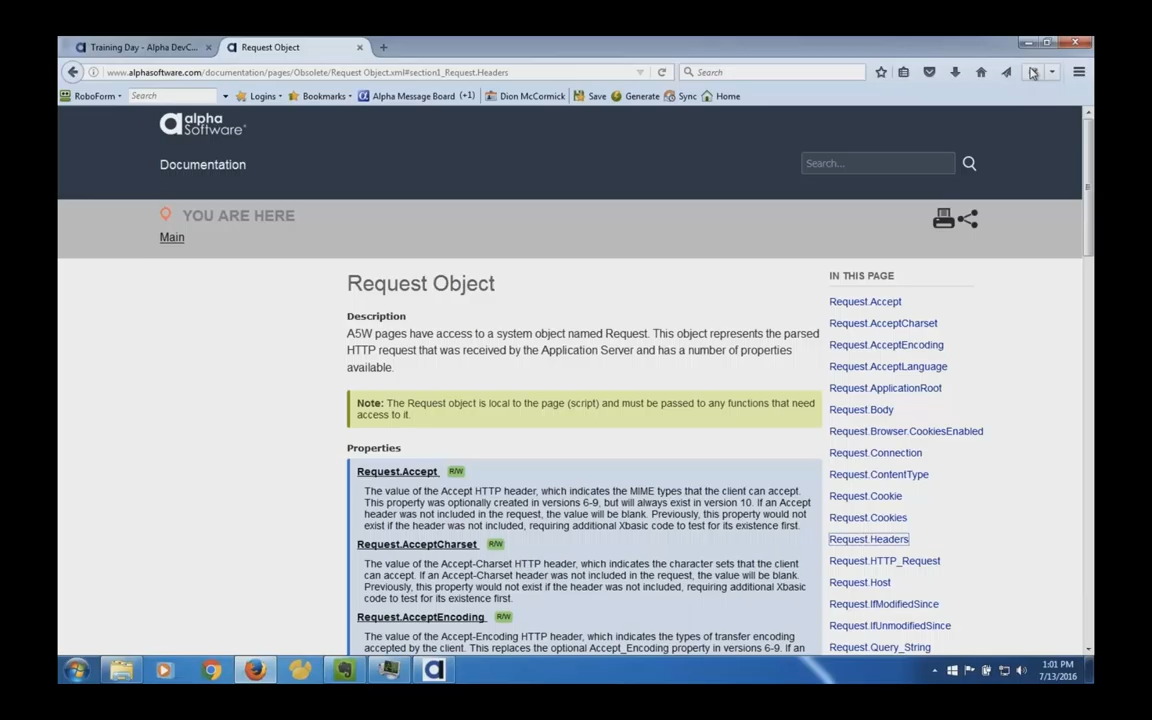 Training Day - Alpha DevC... ×
Request Object ×
www.alphasoftware.com/documentation/pages/Obsolete/Request Object.xml#section1_Request.Headers
Search
RoboForm
Search
Logins
Bookmarks
Alpha Message Board (+1)
Dion McCormick
Save
Generate
Sync
Home
alpha
Software
Documentation
Search...
YOU ARE HERE
Main
Request Object
Description
A5W pages have access to a system object named Request. This object represents the parsed
HTTP request that was received by the Application Server and has a number of properties
available.
Note: The Request object is local to the page (script) and must be passed to any functions that need
access to it.
Properties
Request.Accept R/W
The value of the Accept HTTP header, which indicates the MIME types that the client can accept.
This property was optionally created in versions 6-9, but will always exist in version 10. If an Accept
header was not included in the request, the value will be blank. Previously, this property would not
exist if the header was not included, requiring additional Xbasic code to test for its existence first.
Request.AcceptCharset R/W
The value of the Accept-Charset HTTP header, which indicates the character sets that the client
can accept. If an Accept-Charset header was not included in the request, the value will be blank.
Previously, this property would not exist if the header was not included, requiring additional Xbasic
code to test for its existence first.
Request.AcceptEncoding R/W
The value of the Accept-Encoding HTTP header, which indicates the types of transfer encoding
accepted by the client. This replaces the optional Accept_Encoding property in versions 6-9. If an
IN THIS PAGE
Request.Accept
Request.AcceptCharset
Request.AcceptEncoding
Request.AcceptLanguage
Request.ApplicationRoot
Request.Body
Request.Browser.CookiesEnabled
Request.Connection
Request.ContentType
Request.Cookie
Request.Cookies
Request.Headers
Request.HTTP_Request
Request.Host
Request.IfModifiedSince
Request.IfUnmodifiedSince
Request.Query_String
1:01 PM
7/13/2016